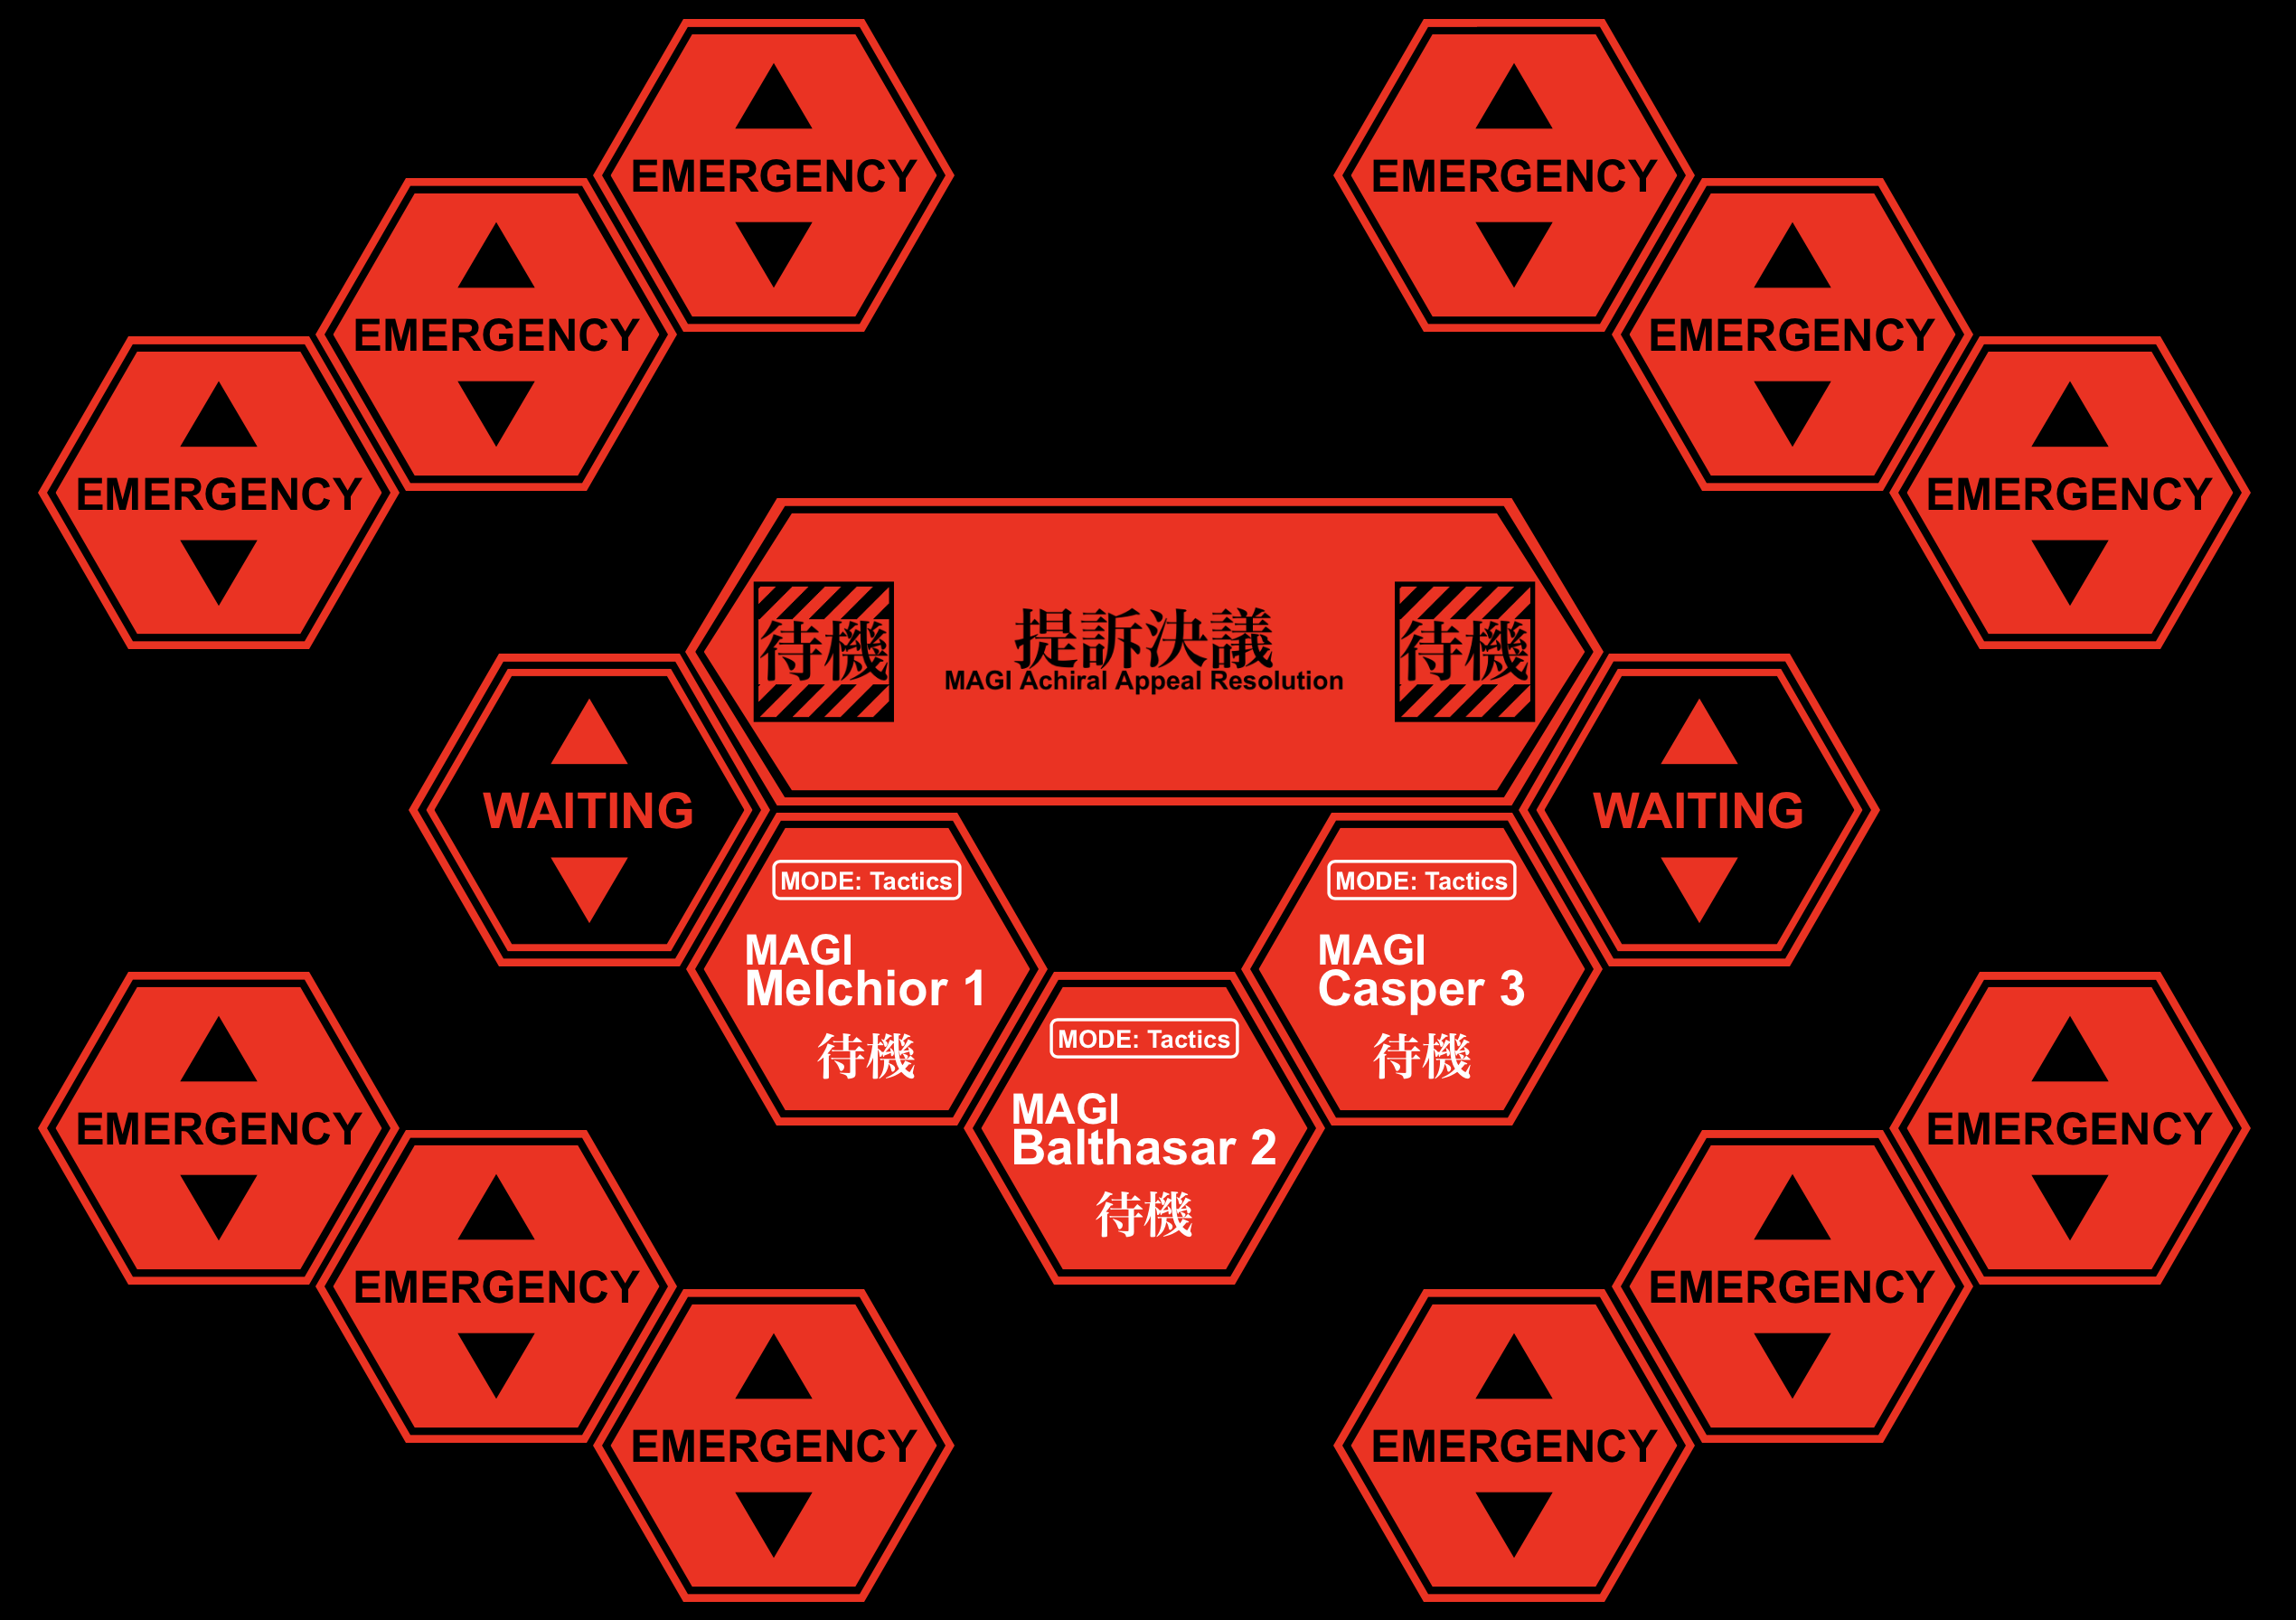 EMERGENCY
EMERGENCY
EMERGENCY
EMERGENCY
EMERGENCY
EMERGENCY
待機
提訴決議
MAGI Achiral Appeal Resolution
待機
WAITING
WAITING
MODE: Tactics
MAGI
Melchior 1
待機
MODE: Tactics
MAGI
Casper 3
待機
MODE: Tactics
MAGI
Balthasar 2
待機
EMERGENCY
EMERGENCY
EMERGENCY
EMERGENCY
EMERGENCY
EMERGENCY